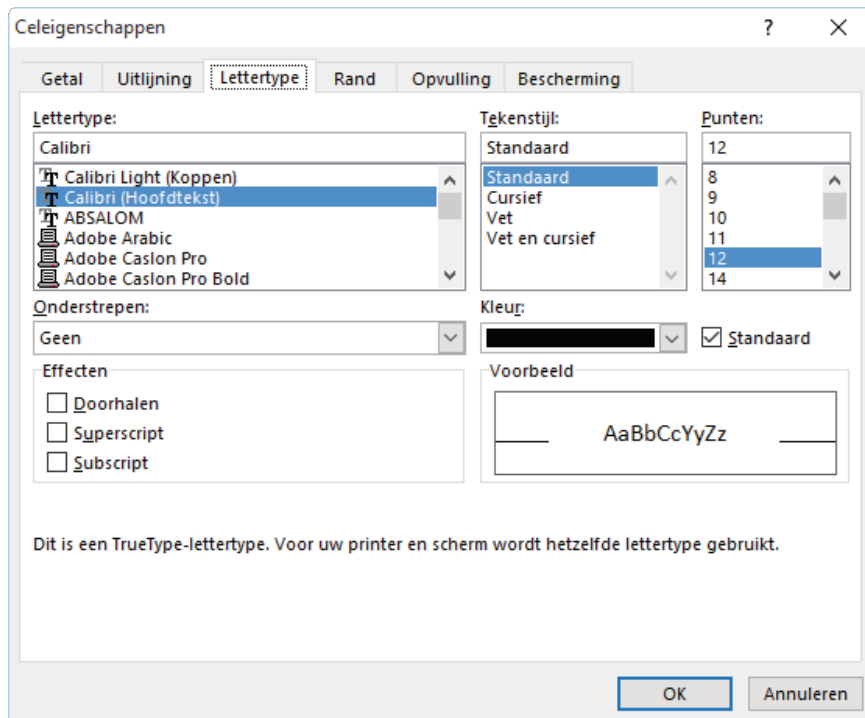 Celeigenschappen ?
Getal Uitlijning Lettertype Rand Opvulling Bescherming
Lettertype: Tekenstijl: Punten:
Calibri Standaard 12
Calibri Light (Koppen) Standaard 8
Calibri (Hoofdtekst) Cursief 9
ABSALOM Vet 10
Adobe Arabic Vet en cursief 11
Adobe Caslon Pro 12
Adobe Caslon Pro Bold 14
Onderstrepen: Kleur:
Geen Standaard
Effecten Voorbeeld
Doorhalen
Superscript AaBbCcYyZz
Subscript
Dit is een TrueType-lettertype. Voor uw printer en scherm wordt hetzelfde lettertype gebruikt.
OK Annuleren